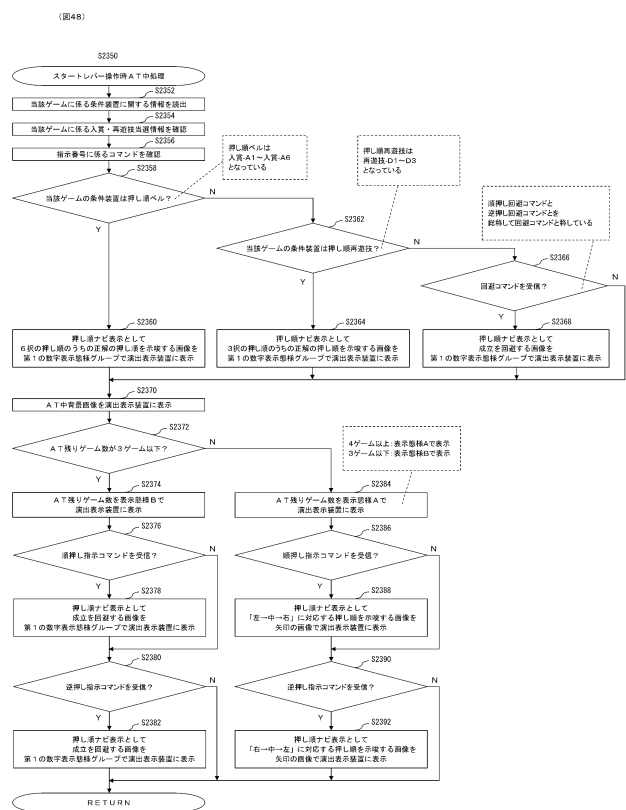 (図48)
S2350
スタートレバー操作時AT中処理
S2352
当該ゲームに係る条件装置に関する情報を読出
S2354
当該ゲームに係る入賞・再遊技当選情報を確認
S2356
指示番号に係るコマンドを確認
S2358
当該ゲームの条件装置は押し順ベル?
N
Y
押し順ベルは
入賞-A1~入賞-A6
となっている
S2362
当該ゲームの条件装置は押し順再遊技?
N
Y
押し順再遊技は
再遊技-D1~D3
となっている
順押し回避コマンドと
逆押し回避コマンドとを
総称して回避コマンドと称している
S2366
回避コマンドを受信?
N
Y
S2360
押し順ナビ表示として
6択の押し順のうちの正解の押し順を示唆する画像を
第1の数字表示態様グループで演出表示装置に表示
S2364
押し順ナビ表示として
3択の押し順のうちの正解の押し順を示唆する画像を
第1の数字表示態様グループで演出表示装置に表示
S2368
押し順ナビ表示として
成立を回避する画像を
第1の数字表示態様グループで演出表示装置に表示
S2370
AT中背景画像を演出表示装置に表示
S2372
AT残りゲーム数が3ゲーム以下?
N
Y
4ゲーム以上:表示態様Aで表示
3ゲーム以下:表示態様Bで表示
S2374
AT残りゲーム数を表示態様Bで
演出表示装置に表示
S2384
AT残りゲーム数を表示態様Aで
演出表示装置に表示
S2376
順押し指示コマンドを受信?
N
Y
S2386
順押し指示コマンドを受信?
N
Y
S2378
押し順ナビ表示として
成立を回避する画像を
第1の数字表示態様グループで演出表示装置に表示
S2388
押し順ナビ表示として
「左→中→右」に対応する押し順を示唆する画像を
矢印の画像で演出表示装置に表示
S2380
逆押し指示コマンドを受信?
N
Y
S2390
逆押し指示コマンドを受信?
N
Y
S2382
押し順ナビ表示として
成立を回避する画像を
第1の数字表示態様グループで演出表示装置に表示
S2392
押し順ナビ表示として
「右→中→左」に対応する押し順を示唆する画像を
矢印の画像で演出表示装置に表示
RETURN